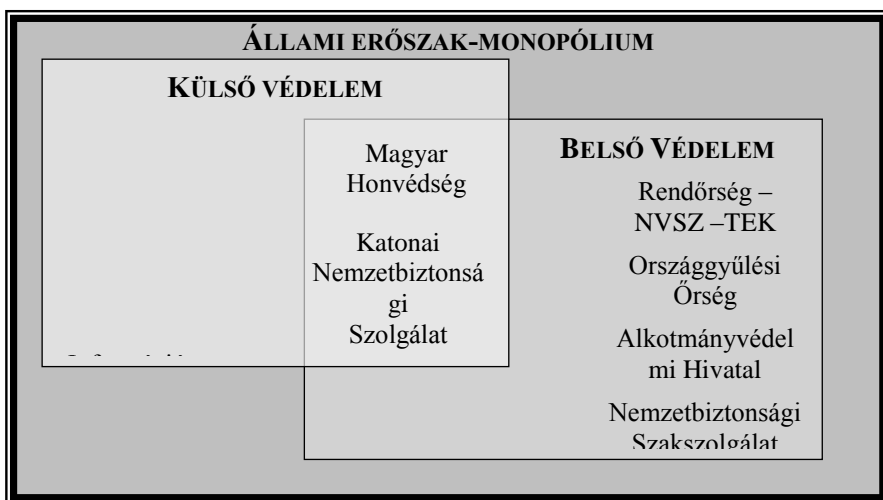 ÁLLAMI ERŐSZAK-MONOPÓLIUM
KÜLSŐ VÉDELEM
Magyar
Honvédség
Katonai
Nemzetbiztonsá
gi
Szolgálat
BELSŐ VÉDELEM
Rendőrség –
NVSZ –TEK
Országgyűlési
Őrség
Alkotmányvédel
mi Hivatal
Nemzetbiztonsági
Szakszolgálat